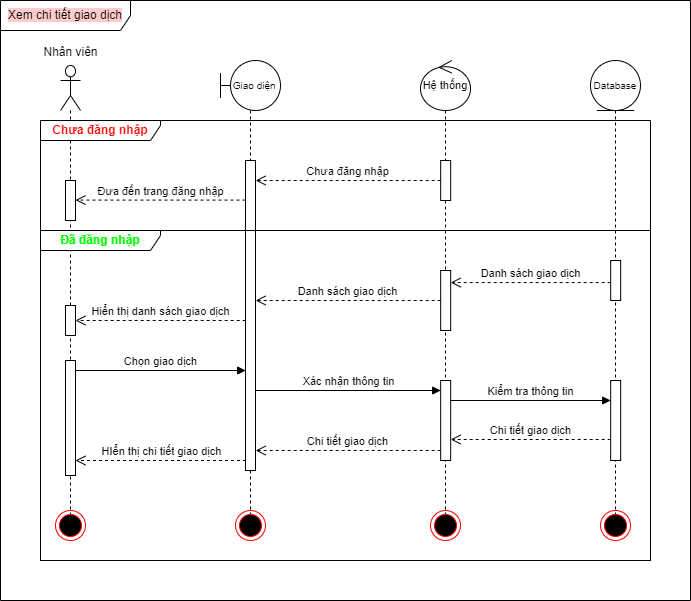 Xem chi tiết giao dịch
Nhân viên
Giao diện
Hệ thống
Database
Chưa đăng nhập
Chưa đăng nhập
Đưa đến trang đăng nhập
Đã đăng nhập
Danh sách giao dịch
Danh sách giao dịch
Hiển thị danh sách giao dịch
Chọn giao dịch
Xác nhận thông tin
Kiểm tra thông tin
Chi tiết giao dịch
Chi tiết giao dịch
HIển thị chi tiết giao dịch